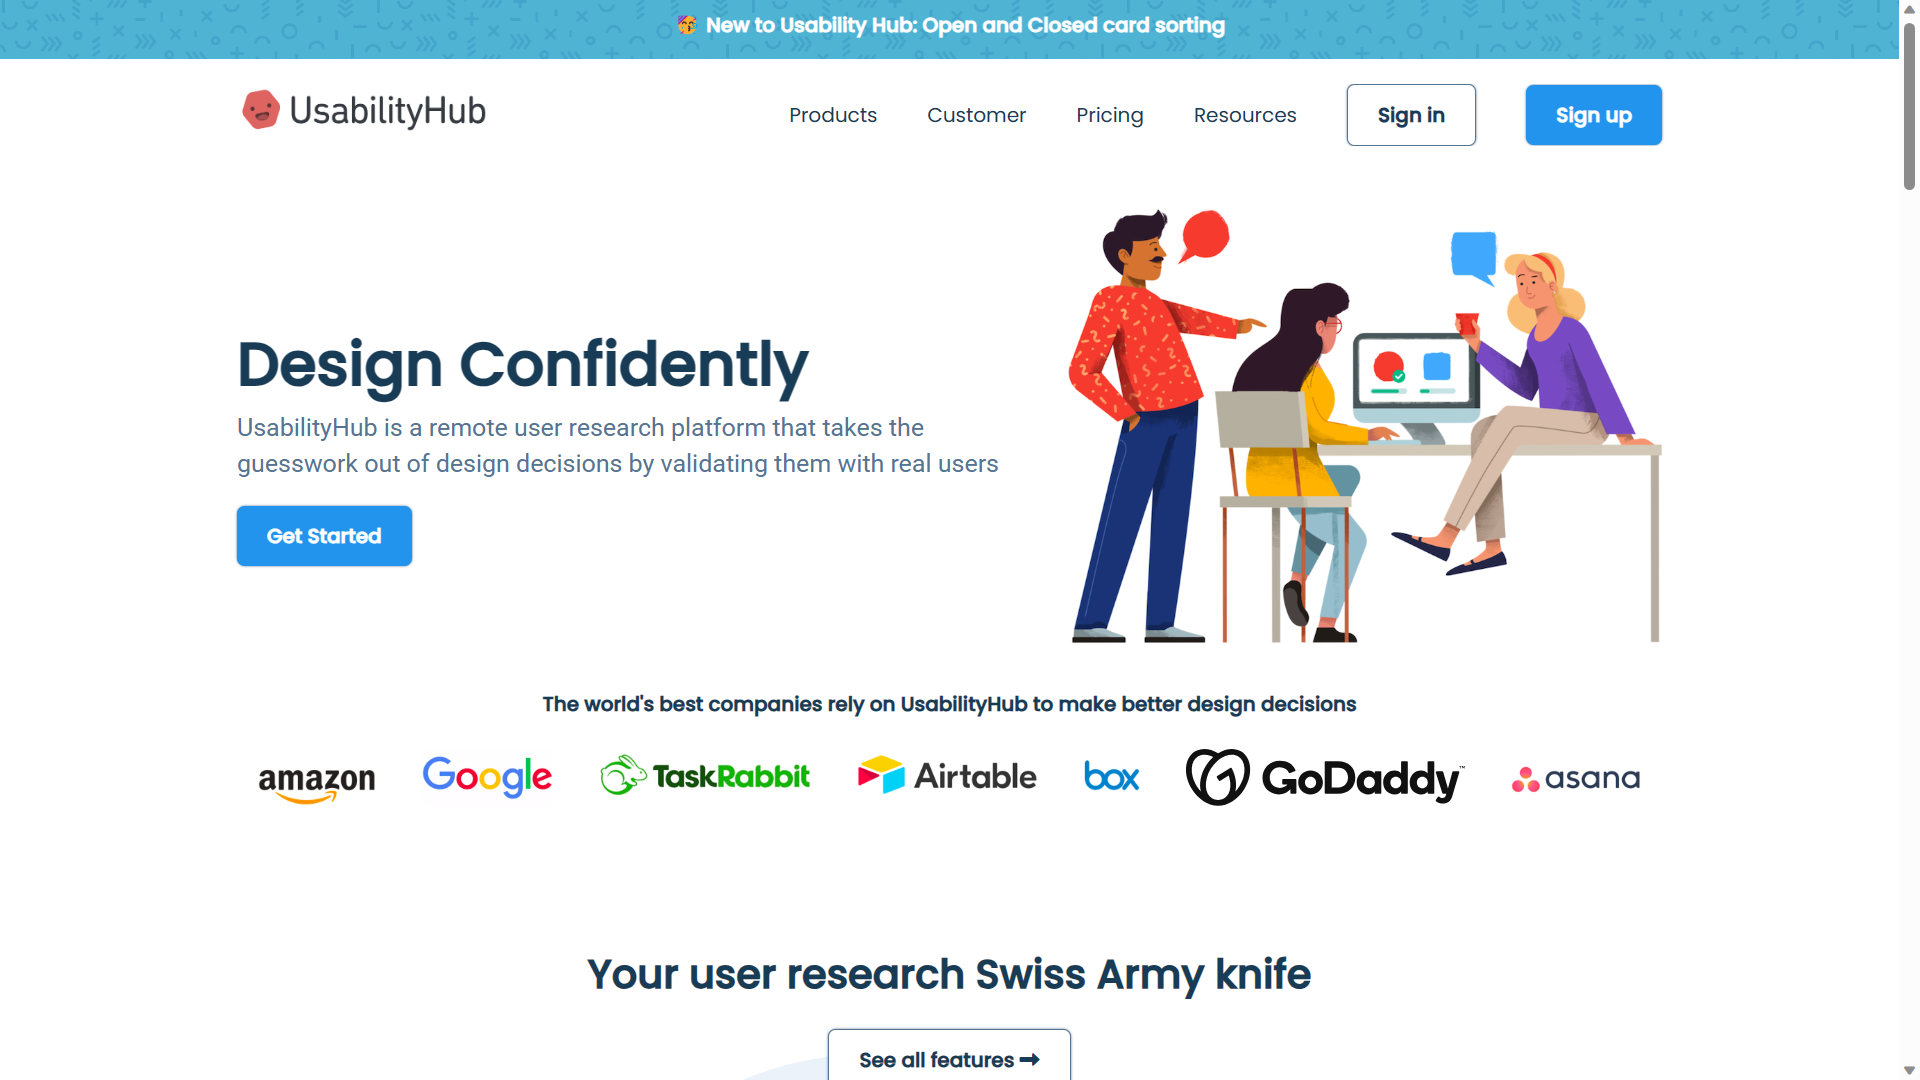 🥳 New to Usability Hub: Open and Closed card sorting
UsabilityHub
Products
Customer
Pricing
Resources
Sign in
Sign up
Design Confidently
UsabilityHub is a remote user research platform that takes the
guesswork out of design decisions by validating them with real users
Get Started
The world's best companies rely on UsabilityHub to make better design decisions
amazon
Google
TaskRabbit
Airtable
box
GoDaddy™
asana
Your user research Swiss Army knife
See all features ➞